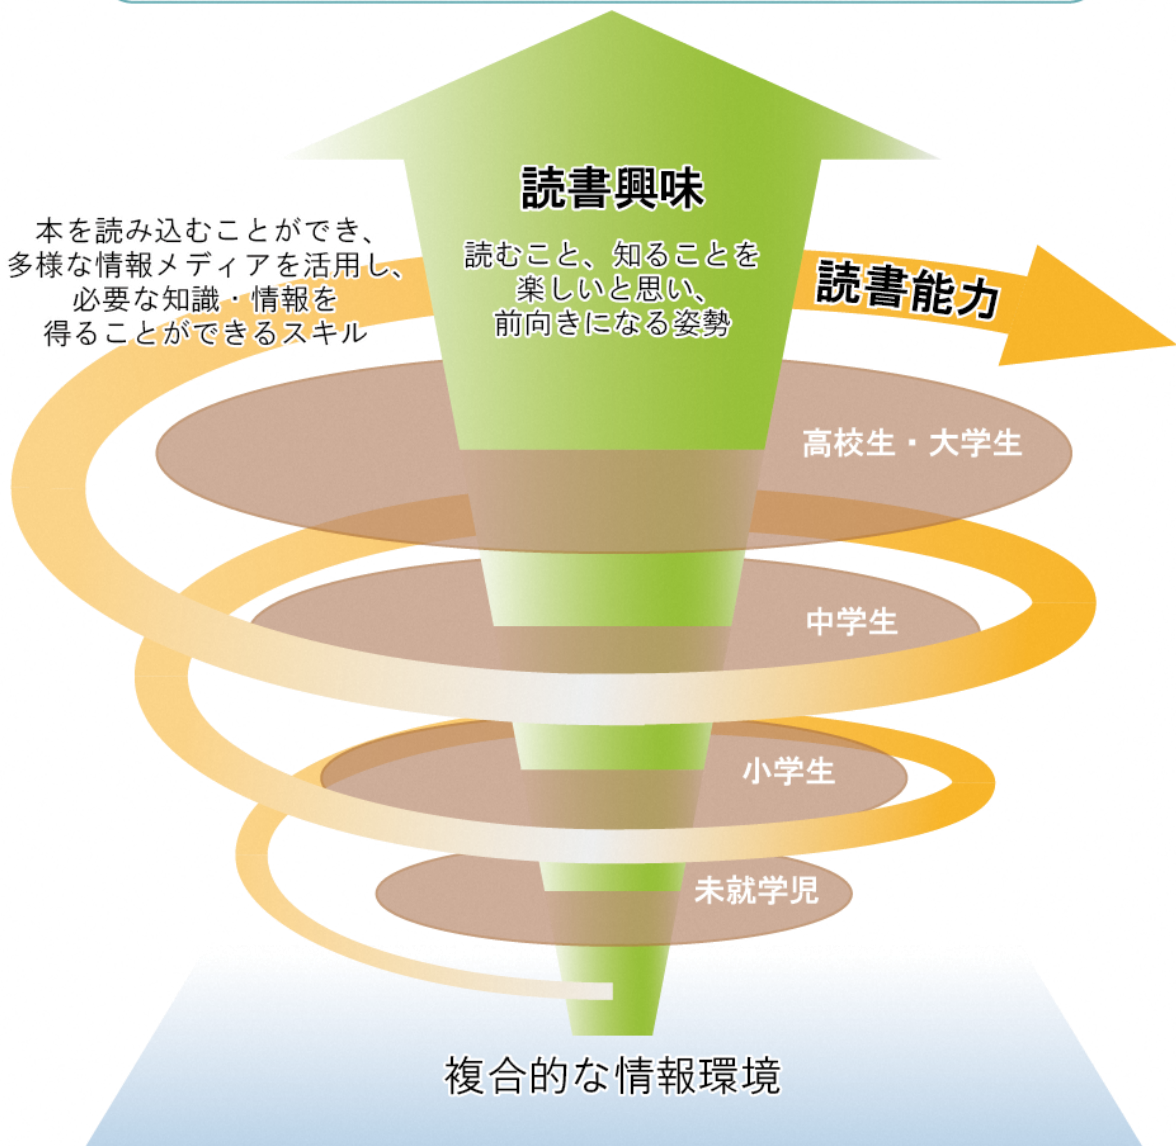 読書興味
読むこと、知ることを
楽しいと思い、
前向きになる姿勢
本を読み込むことができ、
多様な情報メディアを活用し、
必要な知識・情報を
得ることができるスキル
読書能力
高校生・大学生
中学生
小学生
未就学児
複合的な情報環境